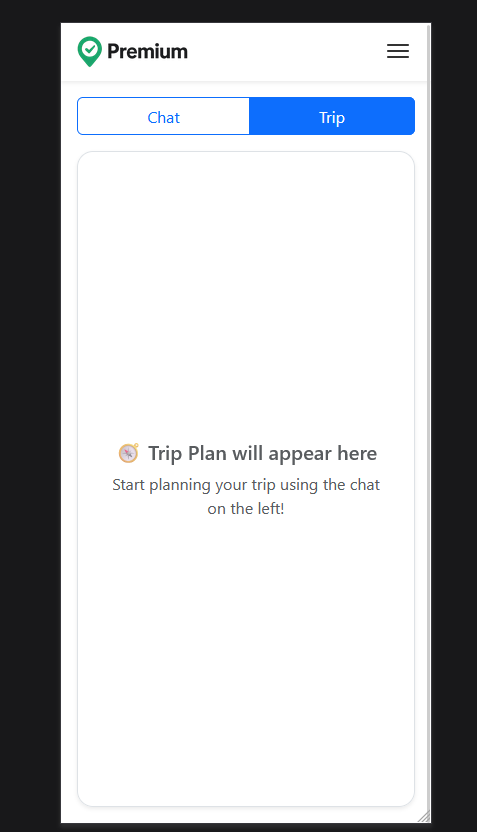 Premium
Chat
Trip
Trip Plan will appear here
Start planning your trip using the chat
on the left!